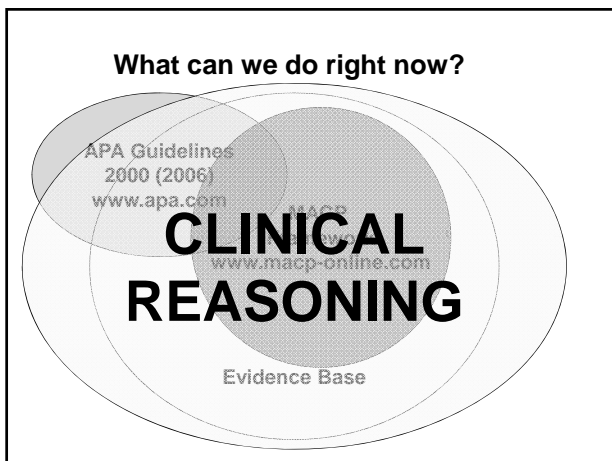 What can we do right now?
APA Guidelines
2000 (2006)
www.apa.com
MACP
www.macp-online.com
CLINICAL
REASONING
Evidence Base